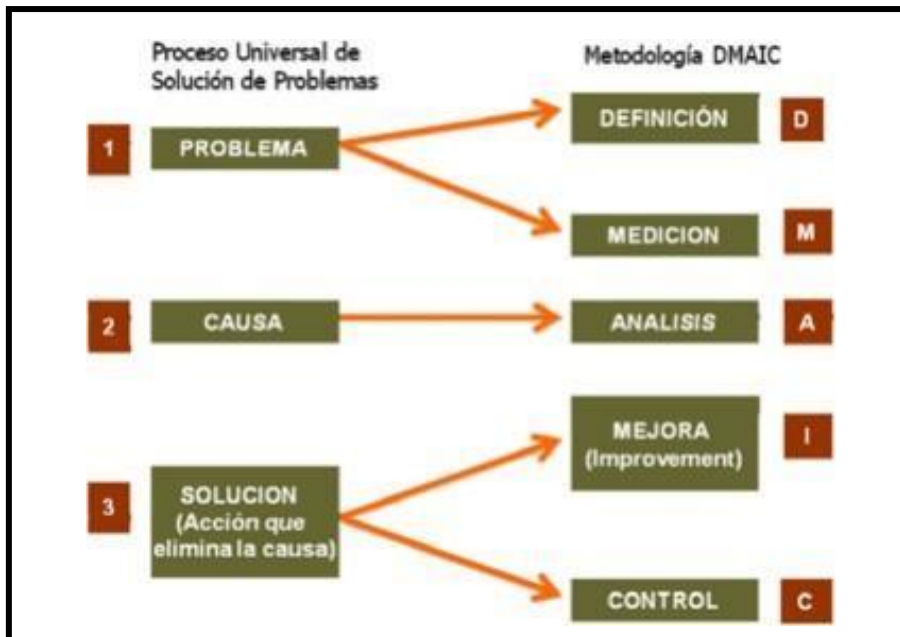 Proceso Universal de
Solución de Problemas
Metodología DMAIC
1
PROBLEMA
DEFINICIÓN
D
MEDICION
M
2
CAUSA
ANALISIS
A
3
SOLUCION
(Acción que
elimina la causa)
MEJORA
(Improvement)
I
CONTROL
C